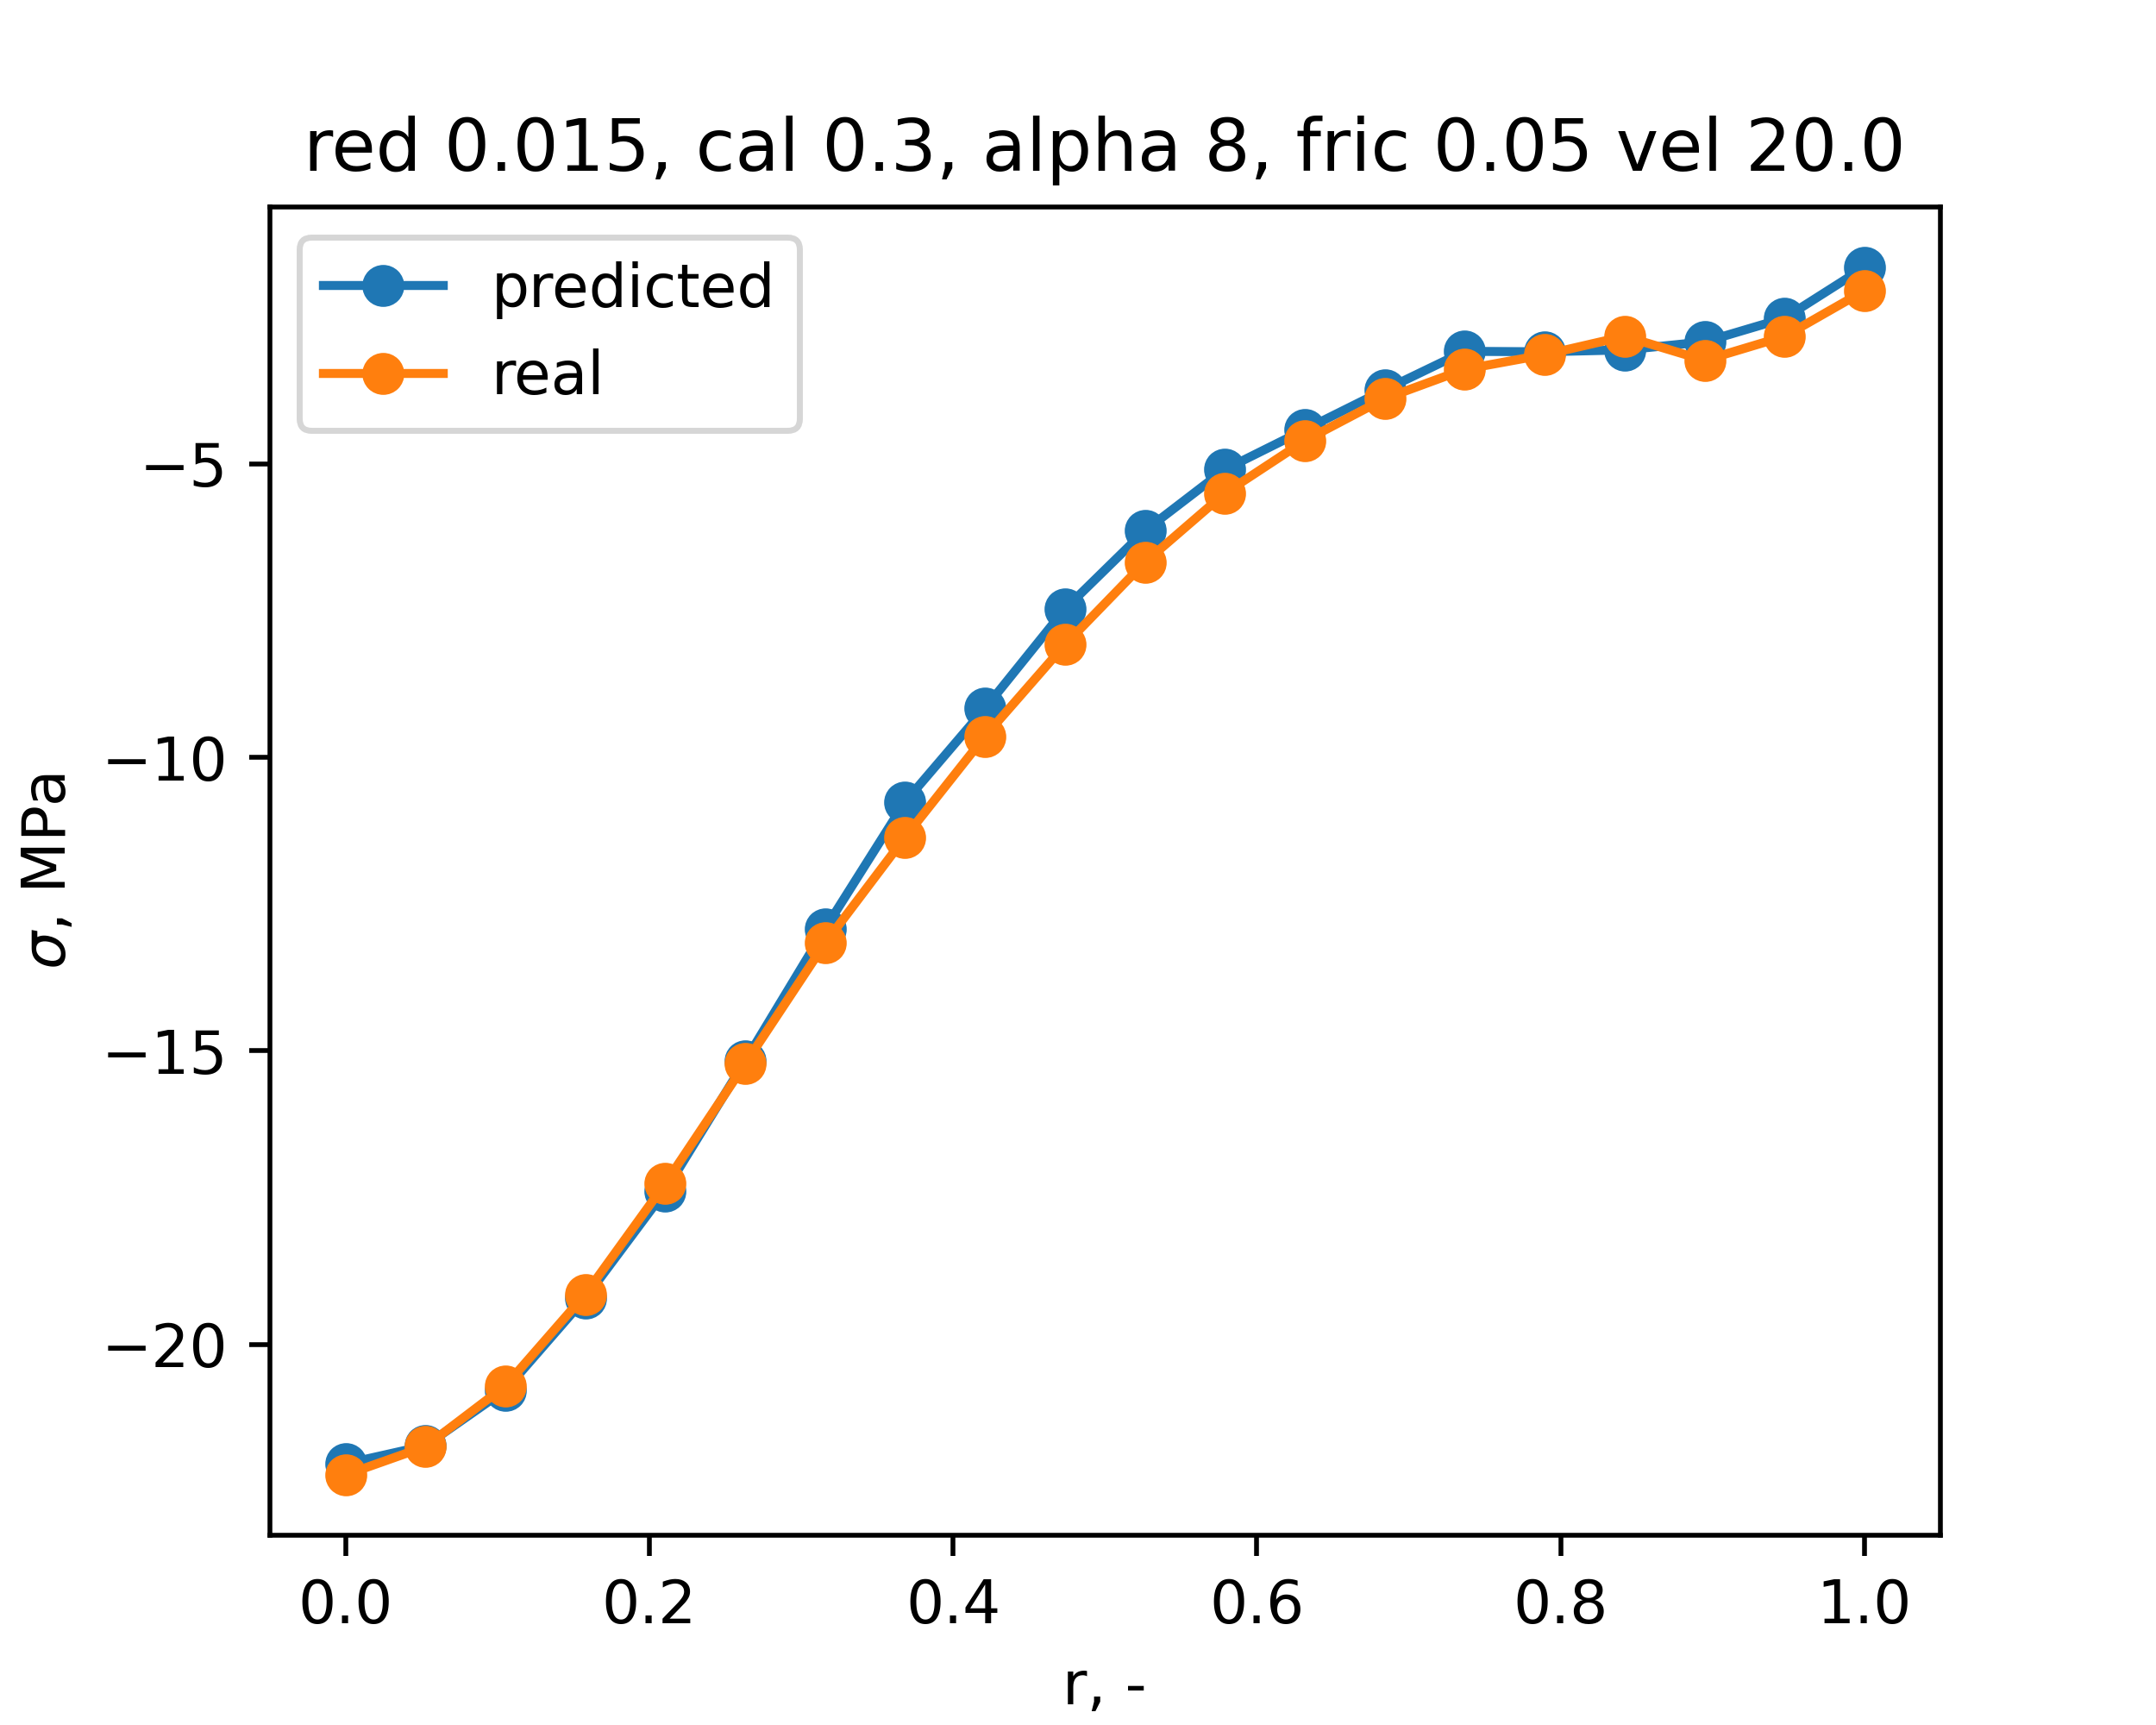 red 0.015, cal 0.3, alpha 8, fric 0.05 vel 20.0
predicted
real
−5
−10
−15
−20
σ, MPa
0.0 0.2 0.4 0.6 0.8 1.0
r, -